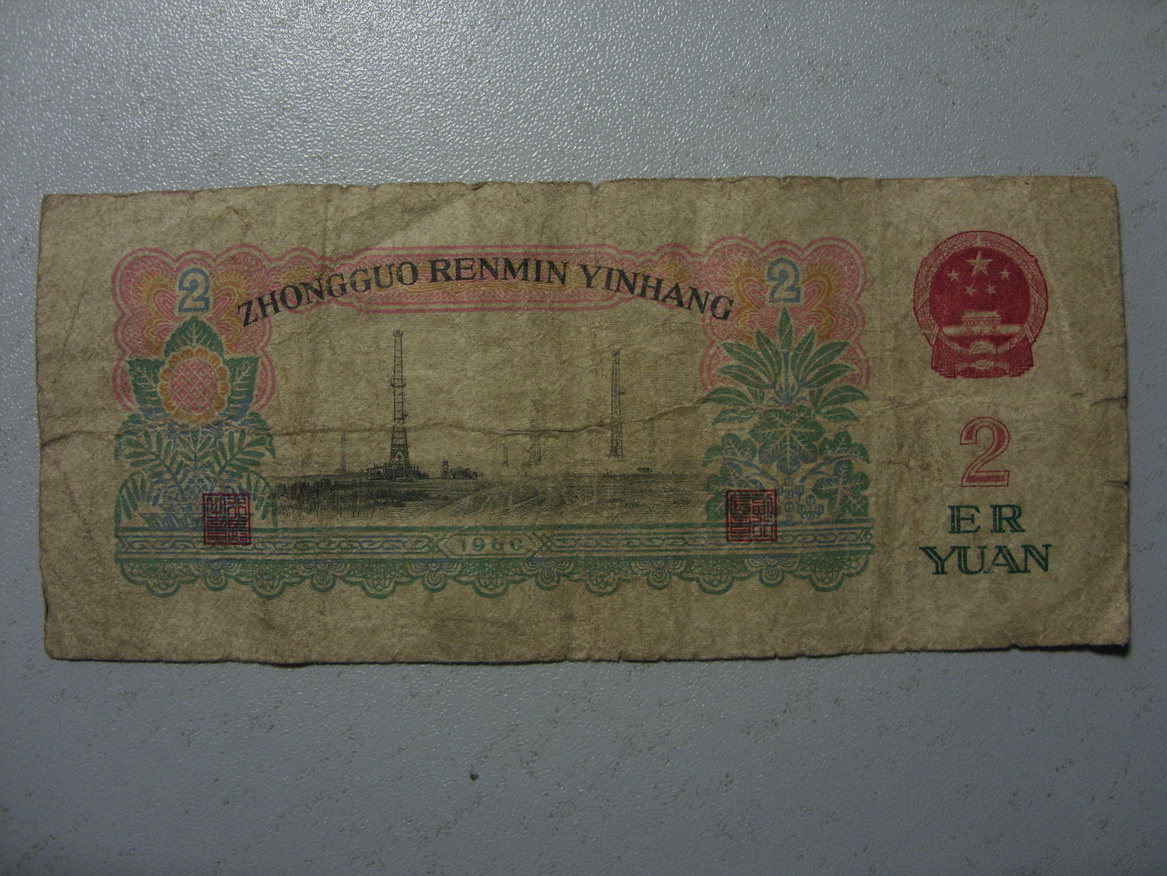 2
ZHONGGUO RENMIN YINHANG
2
2
ER
YUAN
1960